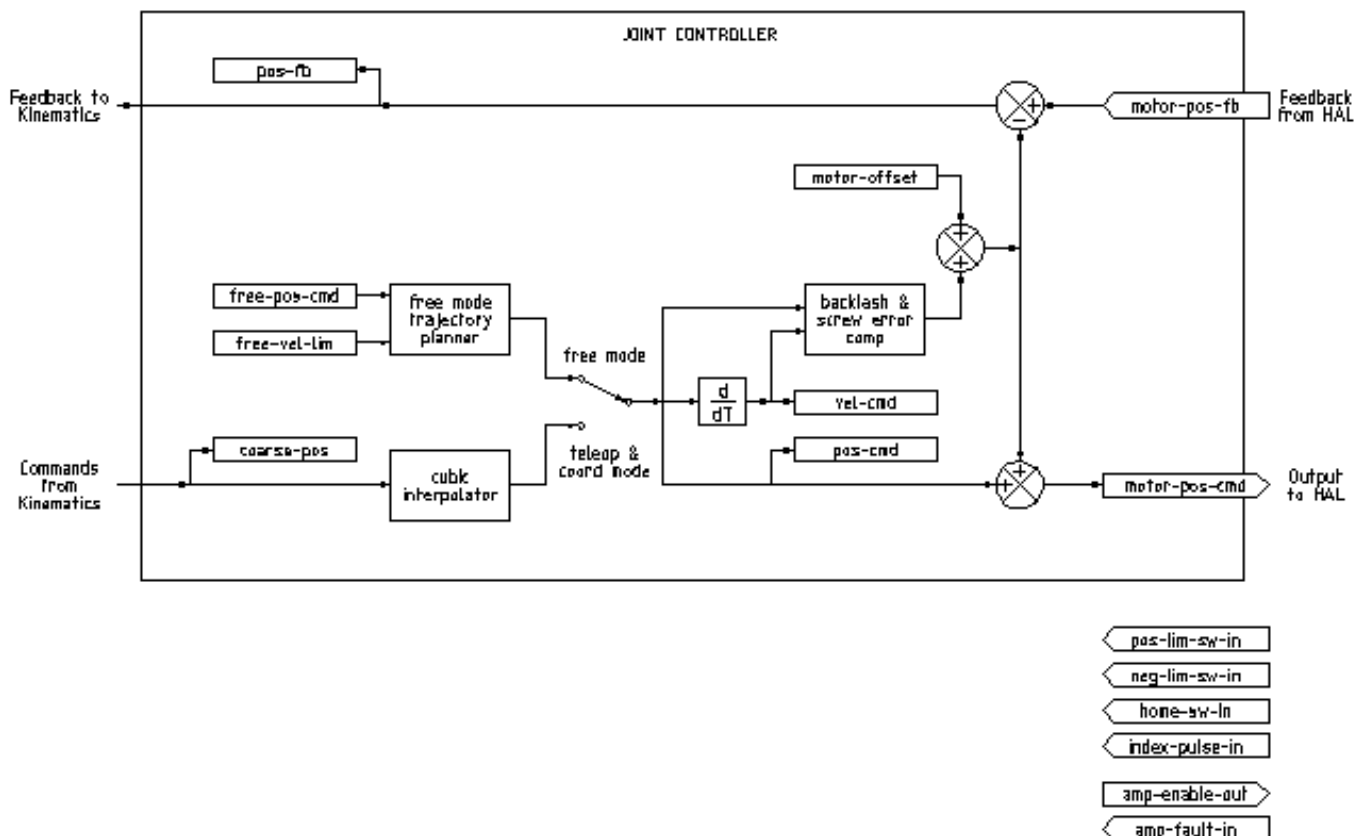 JOINT CONTROLLER
pos-fb
Feedback to
Kinematics
motor-pos-fb
Feedback
from HAL
motor-offset
free-pos-cmd
free-vel-lim
free mode
trajectory
planner
free mode
backlash &
screw error
comp
d
dT
vel-cmd
coarse-pos
teleop &
coord mode
pos-cmd
Commands
from
Kinematics
cubic
interpolator
motor-pos-cmd
Output
to HAL
pos-lim-sw-in
neg-lim-sw-in
home-sw-in
index-pulse-in
amp-enable-out
amp-fault-in